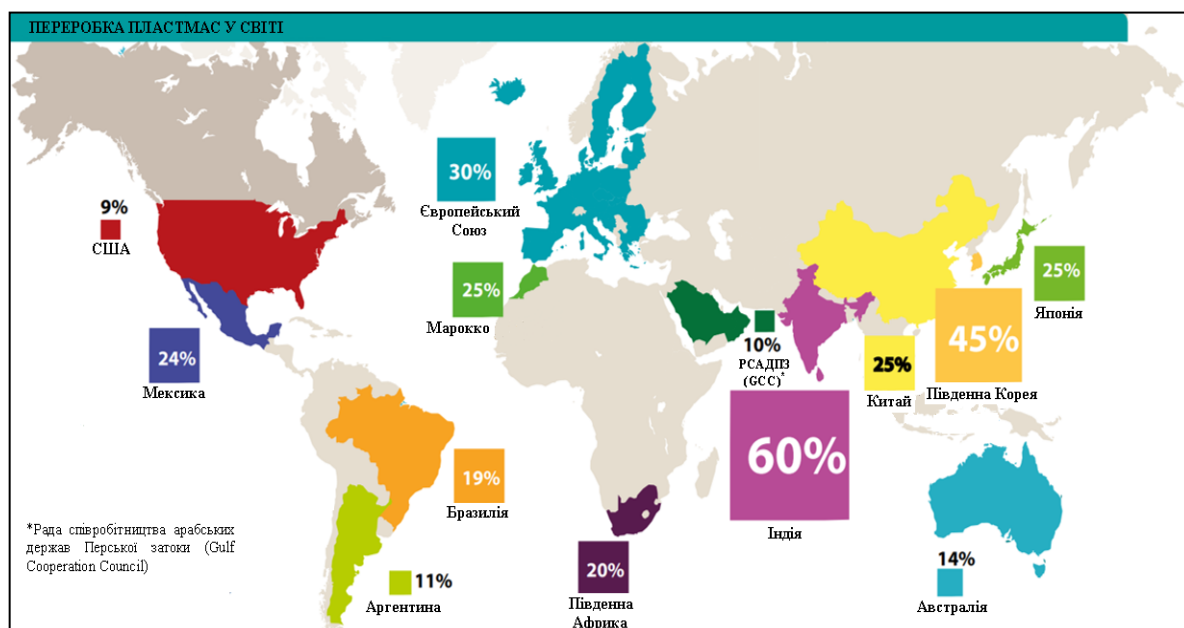 ПЕРЕРОБКА ПЛАСТМАС У СВІТІ
9%
США
24%
Мексика
30%
Європейський
Союз
25%
Марокко
10%
РСАДПЗ
(GCC)*
60%
Індія
25%
Китай
45%
Південна Корея
25%
Японія
19%
Бразилія
11%
Аргентина
20%
Південна
Африка
14%
Австралія
*Рада співробітництва арабських
держав Перської затоки (Gulf
Cooperation Council)